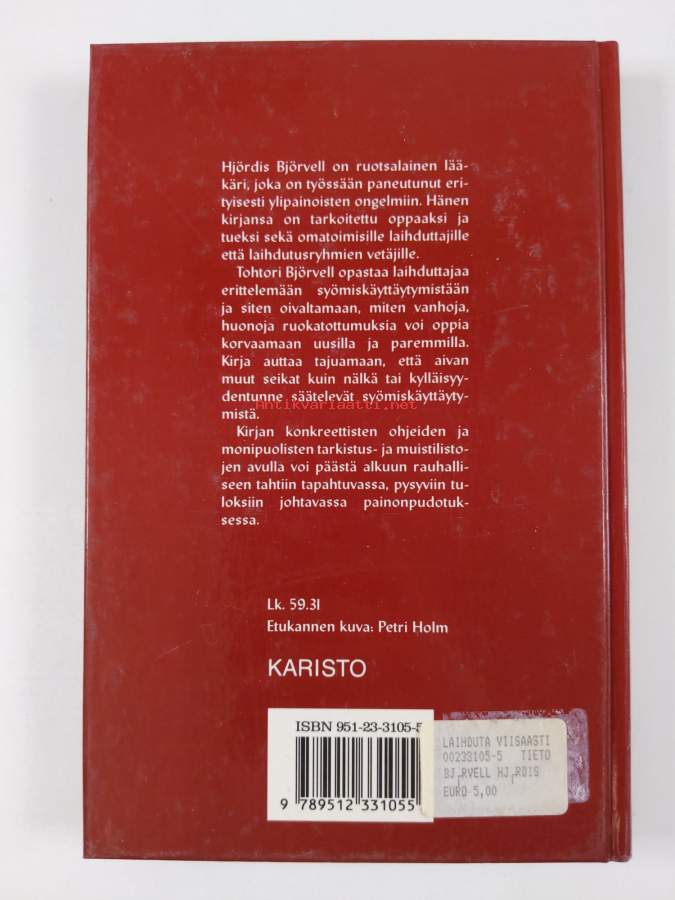 Hjördis Björvell on ruotsalainen lää-
käri, joka on työssään paneutunut eri-
tyisesti ylipainoisten ongelmiin. Hänen
kirjansa on tarkoitettu oppaaksi ja
tueksi sekä omatoimisille laihduttajille
että laihdutusryhmien vetäjille.
Tohtori Björvell opastaa laihduttajaa
erittelemään syömiskäyttäytymistään
ja siten oivaltamaan, miten vanhoja,
huonoja ruokatottumuksia voi oppia
korvaamaan uusilla ja paremmilla.
Kirja auttaa tajuamaan, että aivan
muut seikat kuin nälkä tai kylläisyy-
dentunne säätelevät syömiskäyttäyty-
Antikvariaatti.net
mistä.
Kirjan konkreettisten ohjeiden ja
monipuolisten tarkistus- ja muistilisto-
jen avulla voi päästä alkuun rauhalli-
seen tahtiin tapahtuvassa, pysyviin tu-
loksiin johtavassa painonpudotuk-
sessa.
Lk. 59.31
Etukannen kuva: Petri Holm
KARISTO
ISBN 951-23-3105-5
9 789512 331055
LAIHDUTA VIISAASTI
00233105-5 TIETO
BJ RVELL HJ RDIS
EURO 5,00